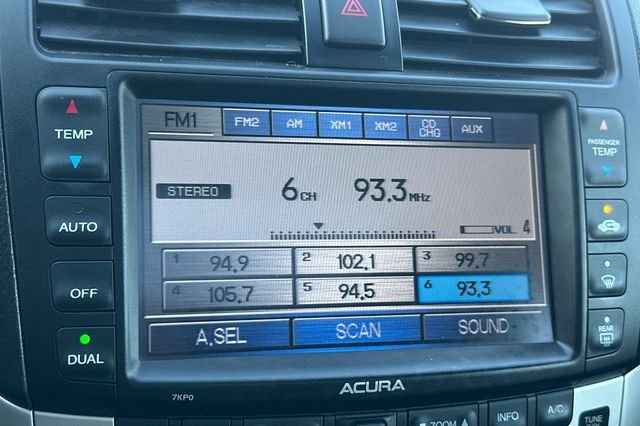 TEMP
AUTO
OFF
DUAL
FM1 FM2 AM XM1 XM2 CD CHG AUX
STEREO 6CH 93.3MHz
VOL 4
1 94.9 2 102.1 3 99.7
4 105.7 5 94.5 6 93.3
A.SEL SCAN SOUND
PASSENGER
TEMP
REAR
ACURA
7KP0
ZOOM INFO A/C TUNE